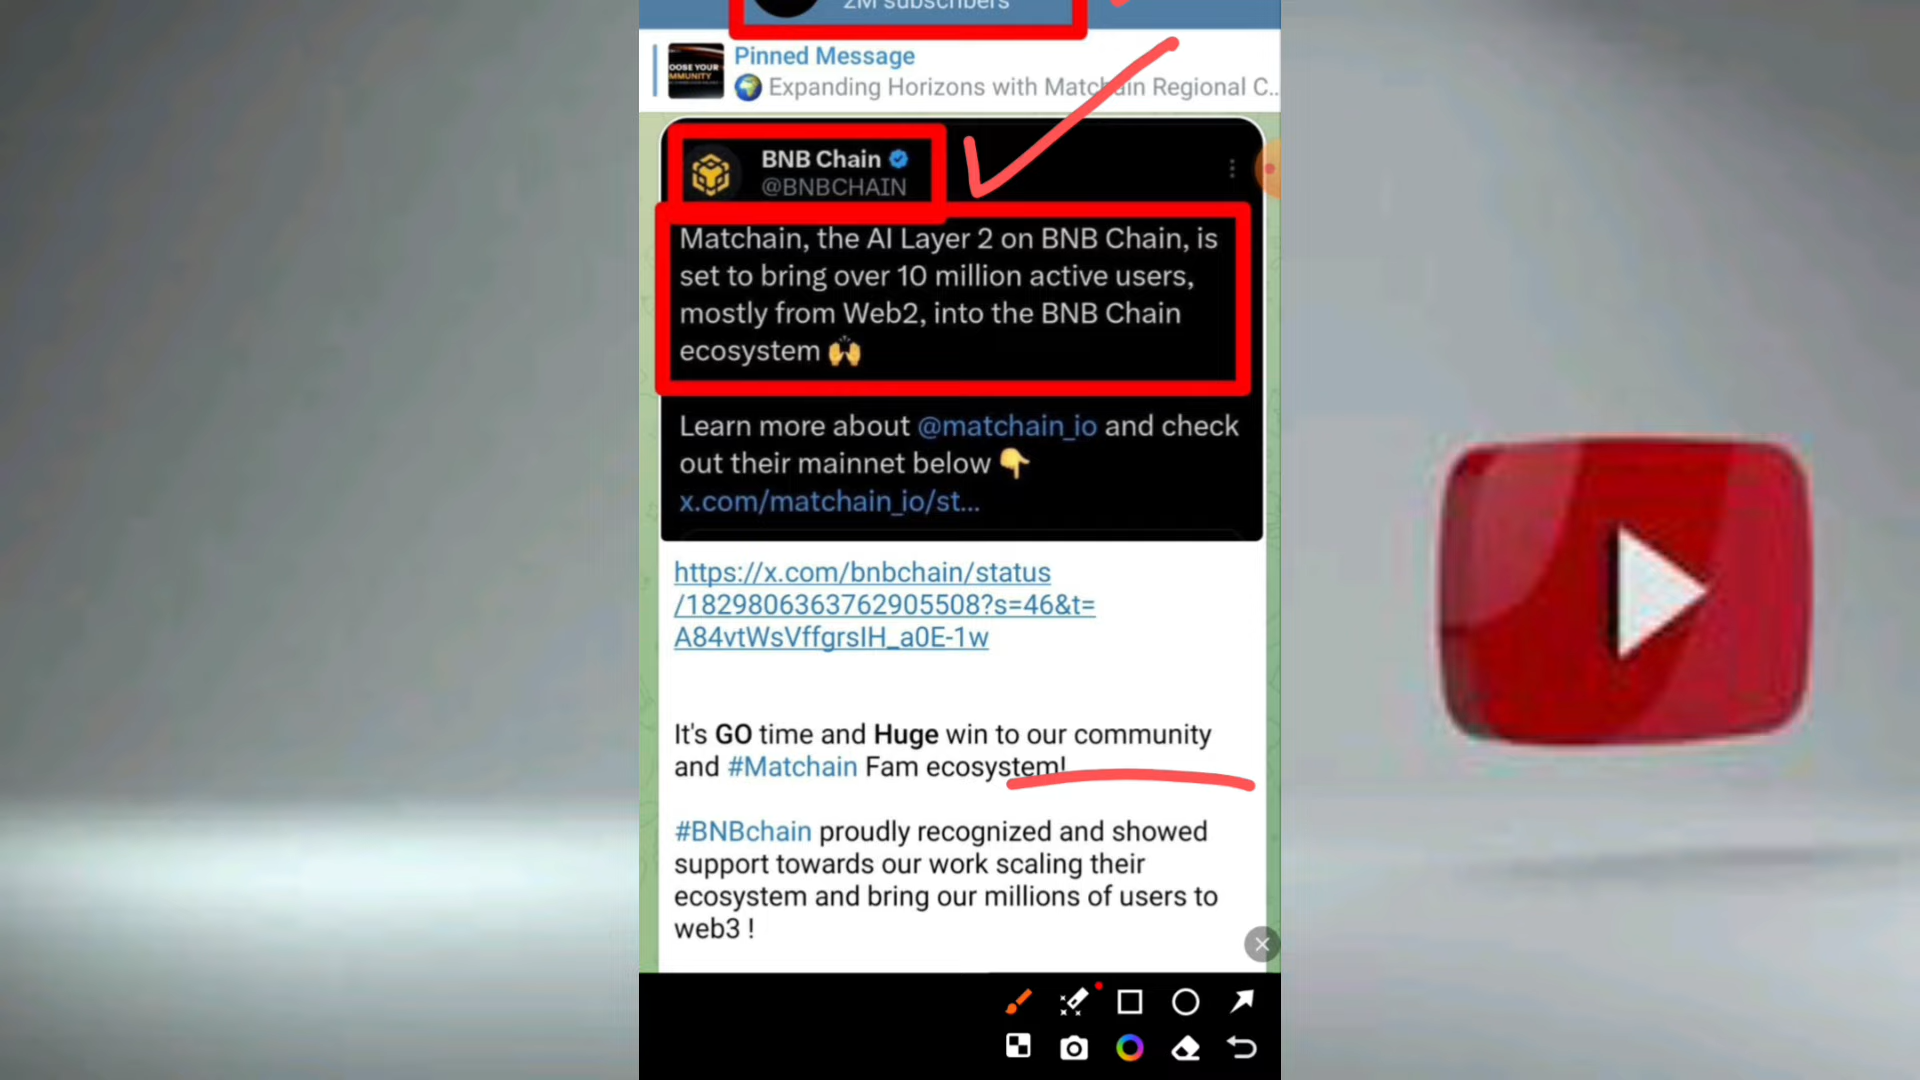 2M subscribers
Pinned Message
OOSE YOUR
MMUNITY
🌍 Expanding Horizons with Matchain Regional C...
BNB Chain
@BNBCHAIN
Matchain, the AI Layer 2 on BNB Chain, is
set to bring over 10 million active users,
mostly from Web2, into the BNB Chain
ecosystem 🙌
Learn more about @matchain_io and check
out their mainnet below 👇
x.com/matchain_io/st...
https://x.com/bnbchain/status
/1829806363762905508?s=46&t=
A84vtWsVffgrsIH_a0E-1w
It's GO time and Huge win to our community
and #Matchain Fam ecosystem!
#BNBchain proudly recognized and showed
support towards our work scaling their
ecosystem and bring our millions of users to
web3 !